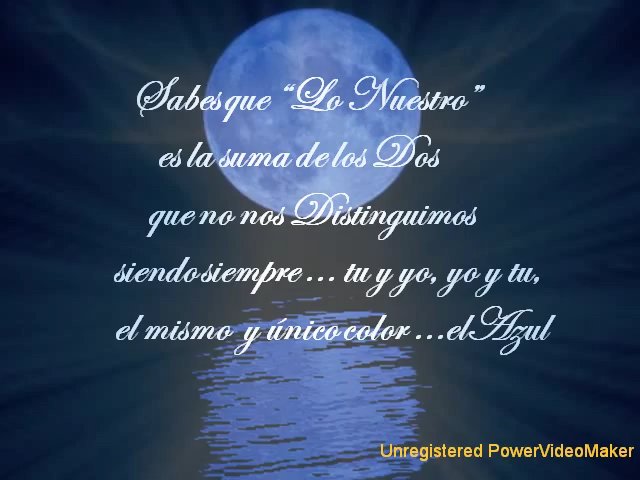 Sabes que “Lo Nuestro”
es la suma de los Dos
que no nos Distinguimos
siendo siempre ... tu y yo, yo y tu,
el mismo y único color ...el Azul
Unregistered PowerVideoMaker